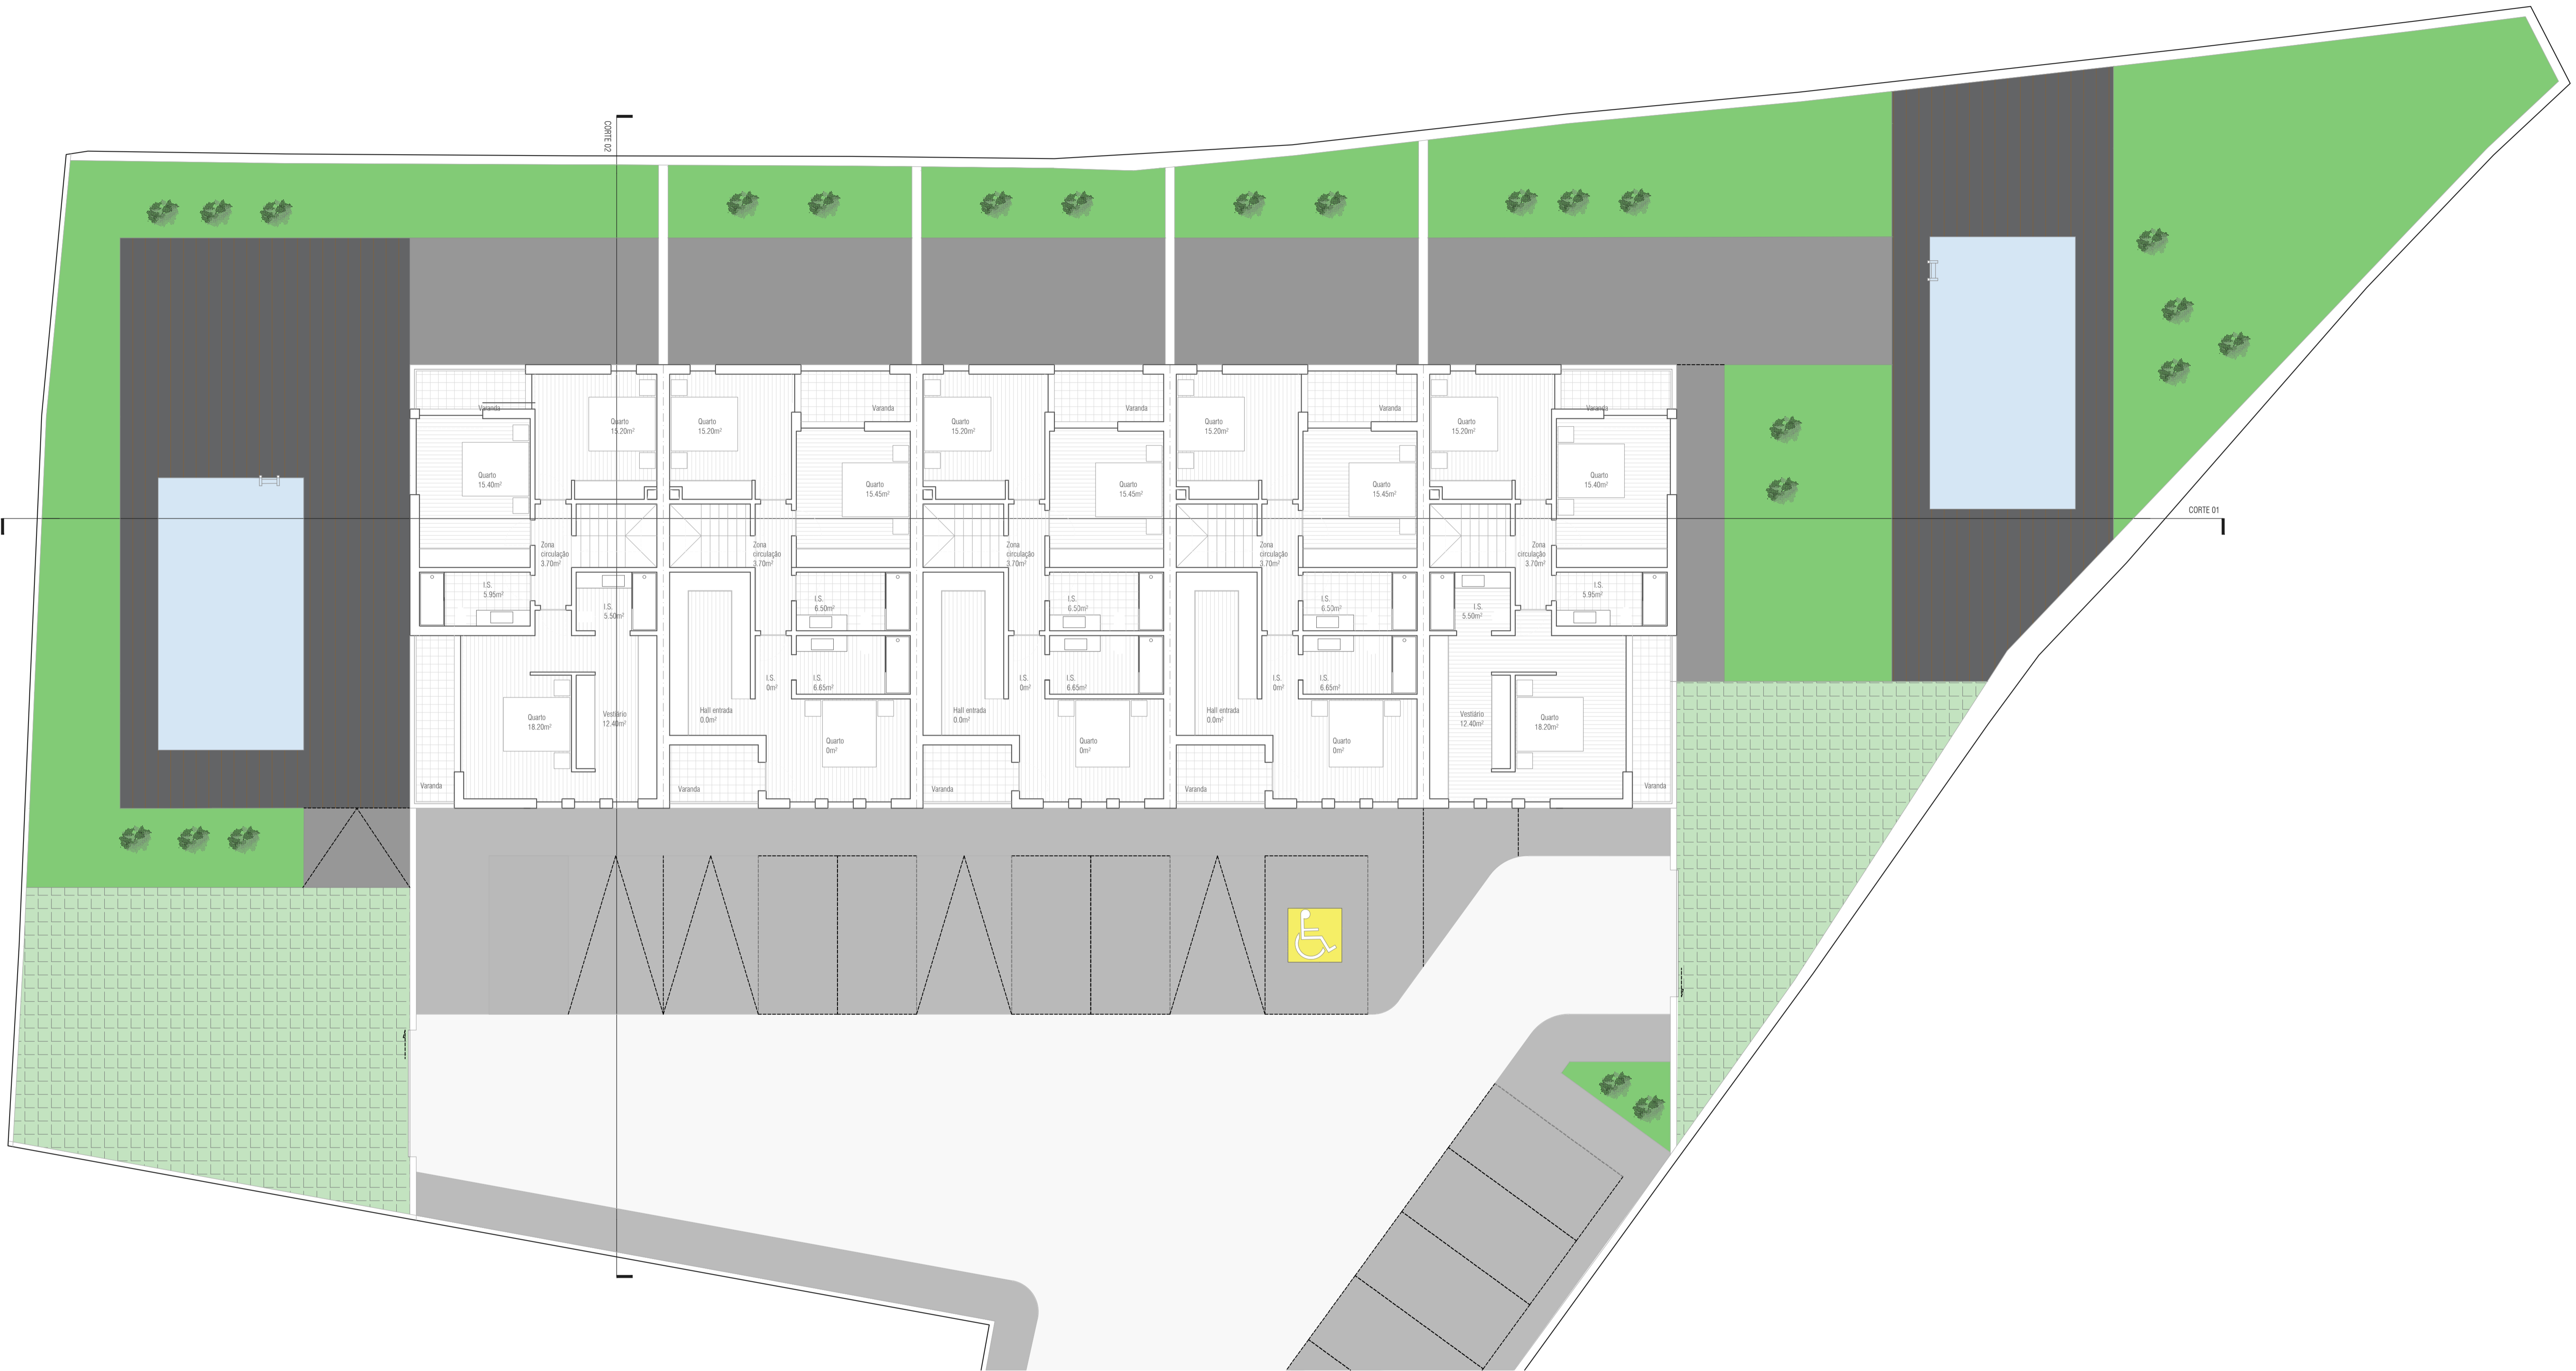 CORTE 02
Varanda
Quarto
15.20m²
Quarto
15.40m²
Zona
circulação
3.70m²
I.S.
5.95m²
I.S.
5.50m²
Quarto
18.20m²
Vestiário
12.40m²
Varanda
Quarto
15.20m²
Varanda
Quarto
15.45m²
Zona
circulação
3.70m²
I.S.
6.50m²
I.S.
0m²
I.S.
6.65m²
Hall entrada
0.0m²
Quarto
0m²
Varanda
Quarto
15.20m²
Varanda
Quarto
15.45m²
Zona
circulação
3.70m²
I.S.
6.50m²
I.S.
0m²
I.S.
6.65m²
Hall entrada
0.0m²
Quarto
0m²
Varanda
Quarto
15.20m²
Varanda
Quarto
15.45m²
Zona
circulação
3.70m²
I.S.
6.50m²
I.S.
0m²
I.S.
6.65m²
Hall entrada
0.0m²
Quarto
0m²
Varanda
Quarto
15.20m²
Varanda
Quarto
15.40m²
Zona
circulação
3.70m²
I.S.
5.50m²
I.S.
5.95m²
Vestiário
12.40m²
Quarto
18.20m²
Varanda
CORTE 01